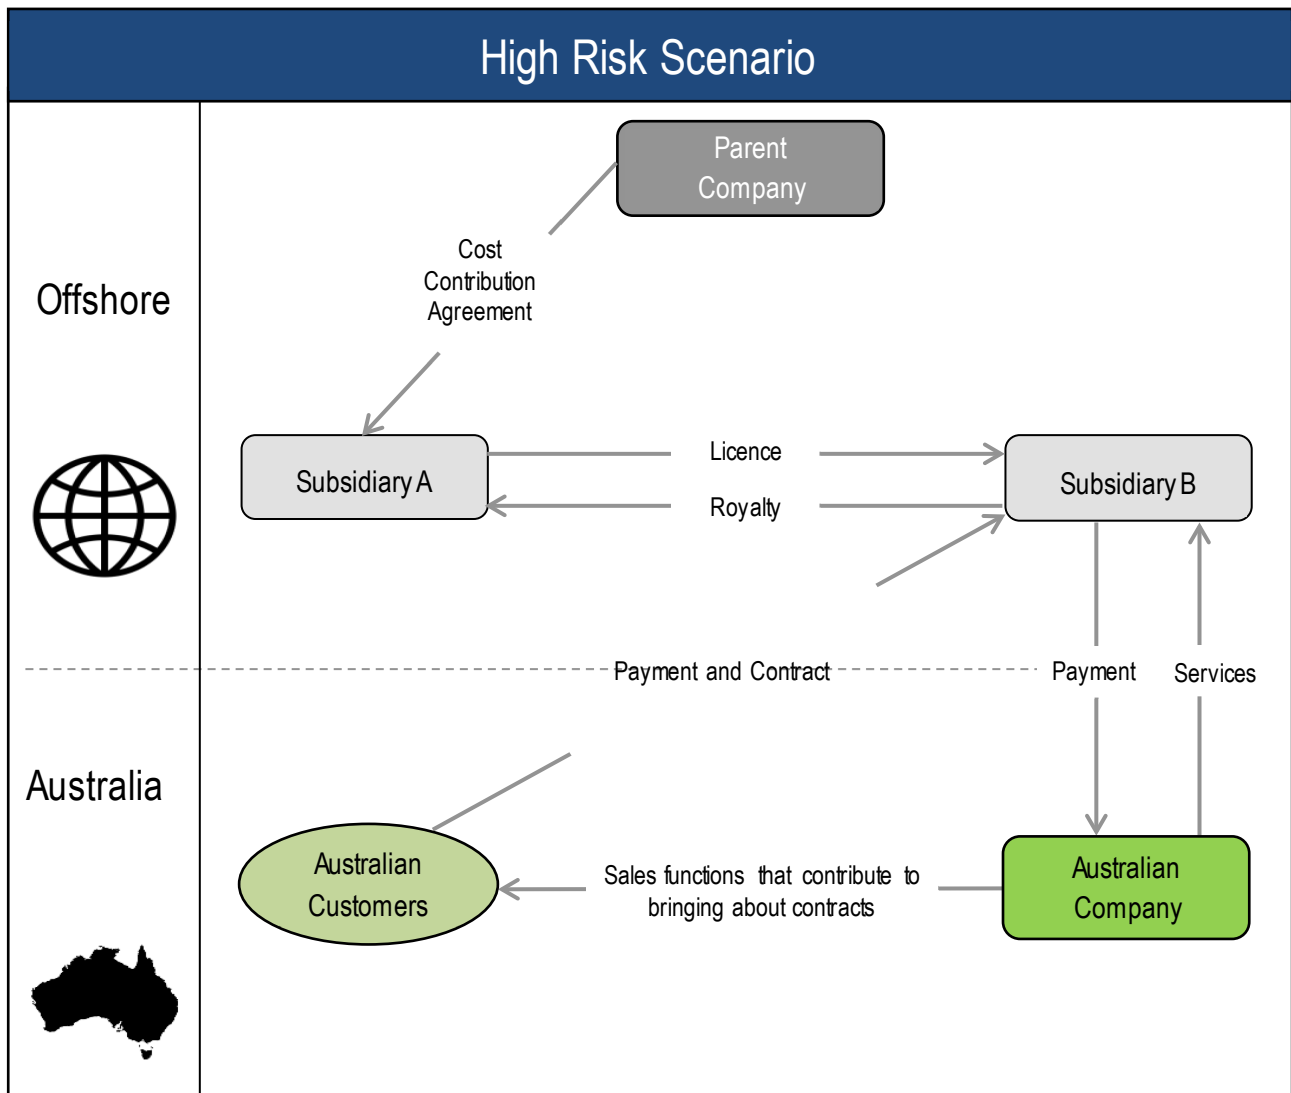 High Risk Scenario
Parent
Company
Cost
Contribution
Agreement
Offshore
Subsidiary A
Licence
Royalty
Subsidiary B
Payment and Contract
Payment
Services
Australia
Australian
Customers
Sales functions that contribute to
bringing about contracts
Australian
Company